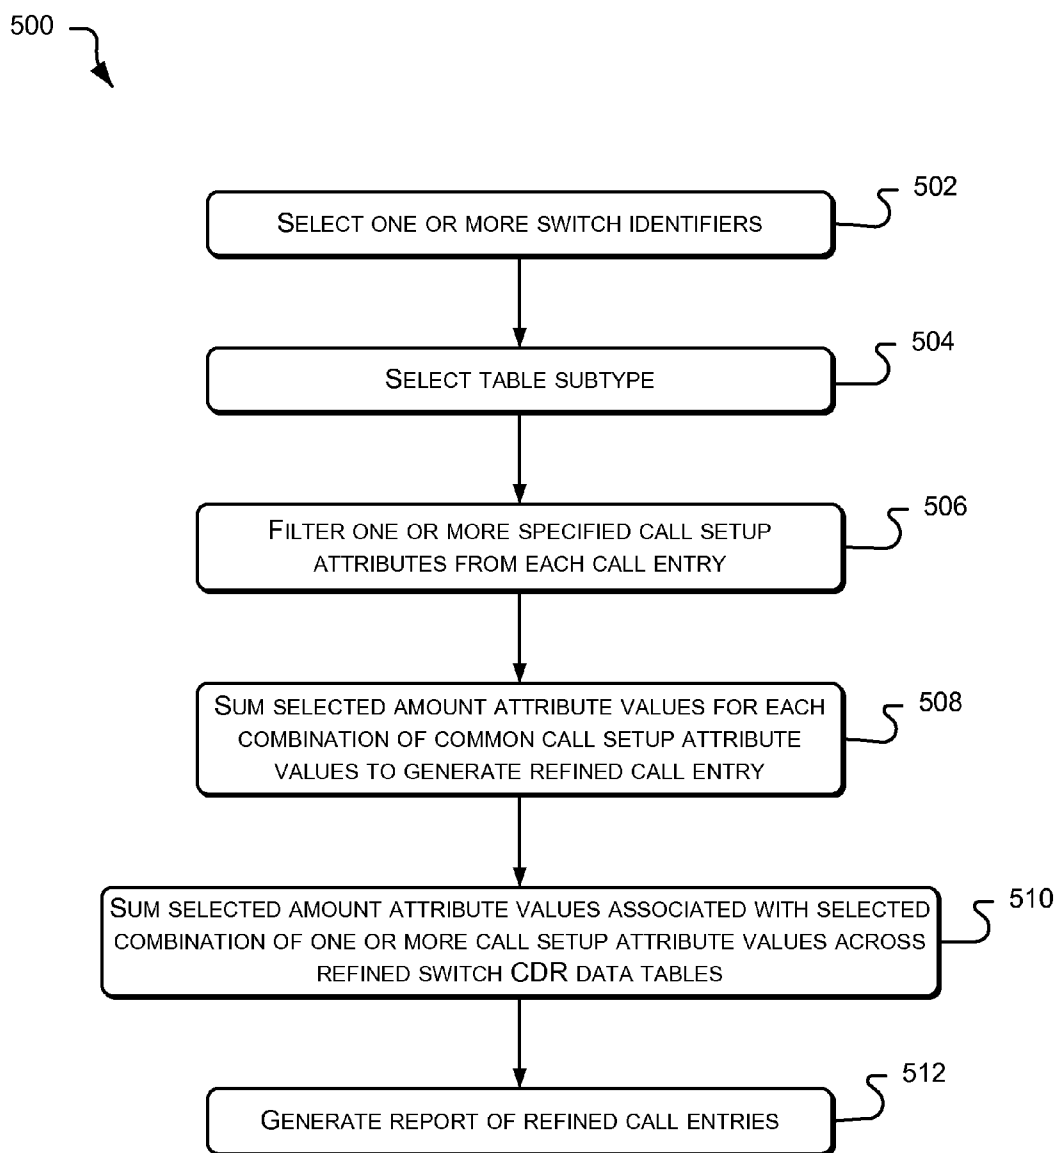 500
502
SELECT ONE OR MORE SWITCH IDENTIFIERS
504
SELECT TABLE SUBTYPE
506
FILTER ONE OR MORE SPECIFIED CALL SETUP
ATTRIBUTES FROM EACH CALL ENTRY
508
SUM SELECTED AMOUNT ATTRIBUTE VALUES FOR EACH
COMBINATION OF COMMON CALL SETUP ATTRIBUTE
VALUES TO GENERATE REFINED CALL ENTRY
510
SUM SELECTED AMOUNT ATTRIBUTE VALUES ASSOCIATED WITH SELECTED
COMBINATION OF ONE OR MORE CALL SETUP ATTRIBUTE VALUES ACROSS
REFINED SWITCH CDR DATA TABLES
512
GENERATE REPORT OF REFINED CALL ENTRIES